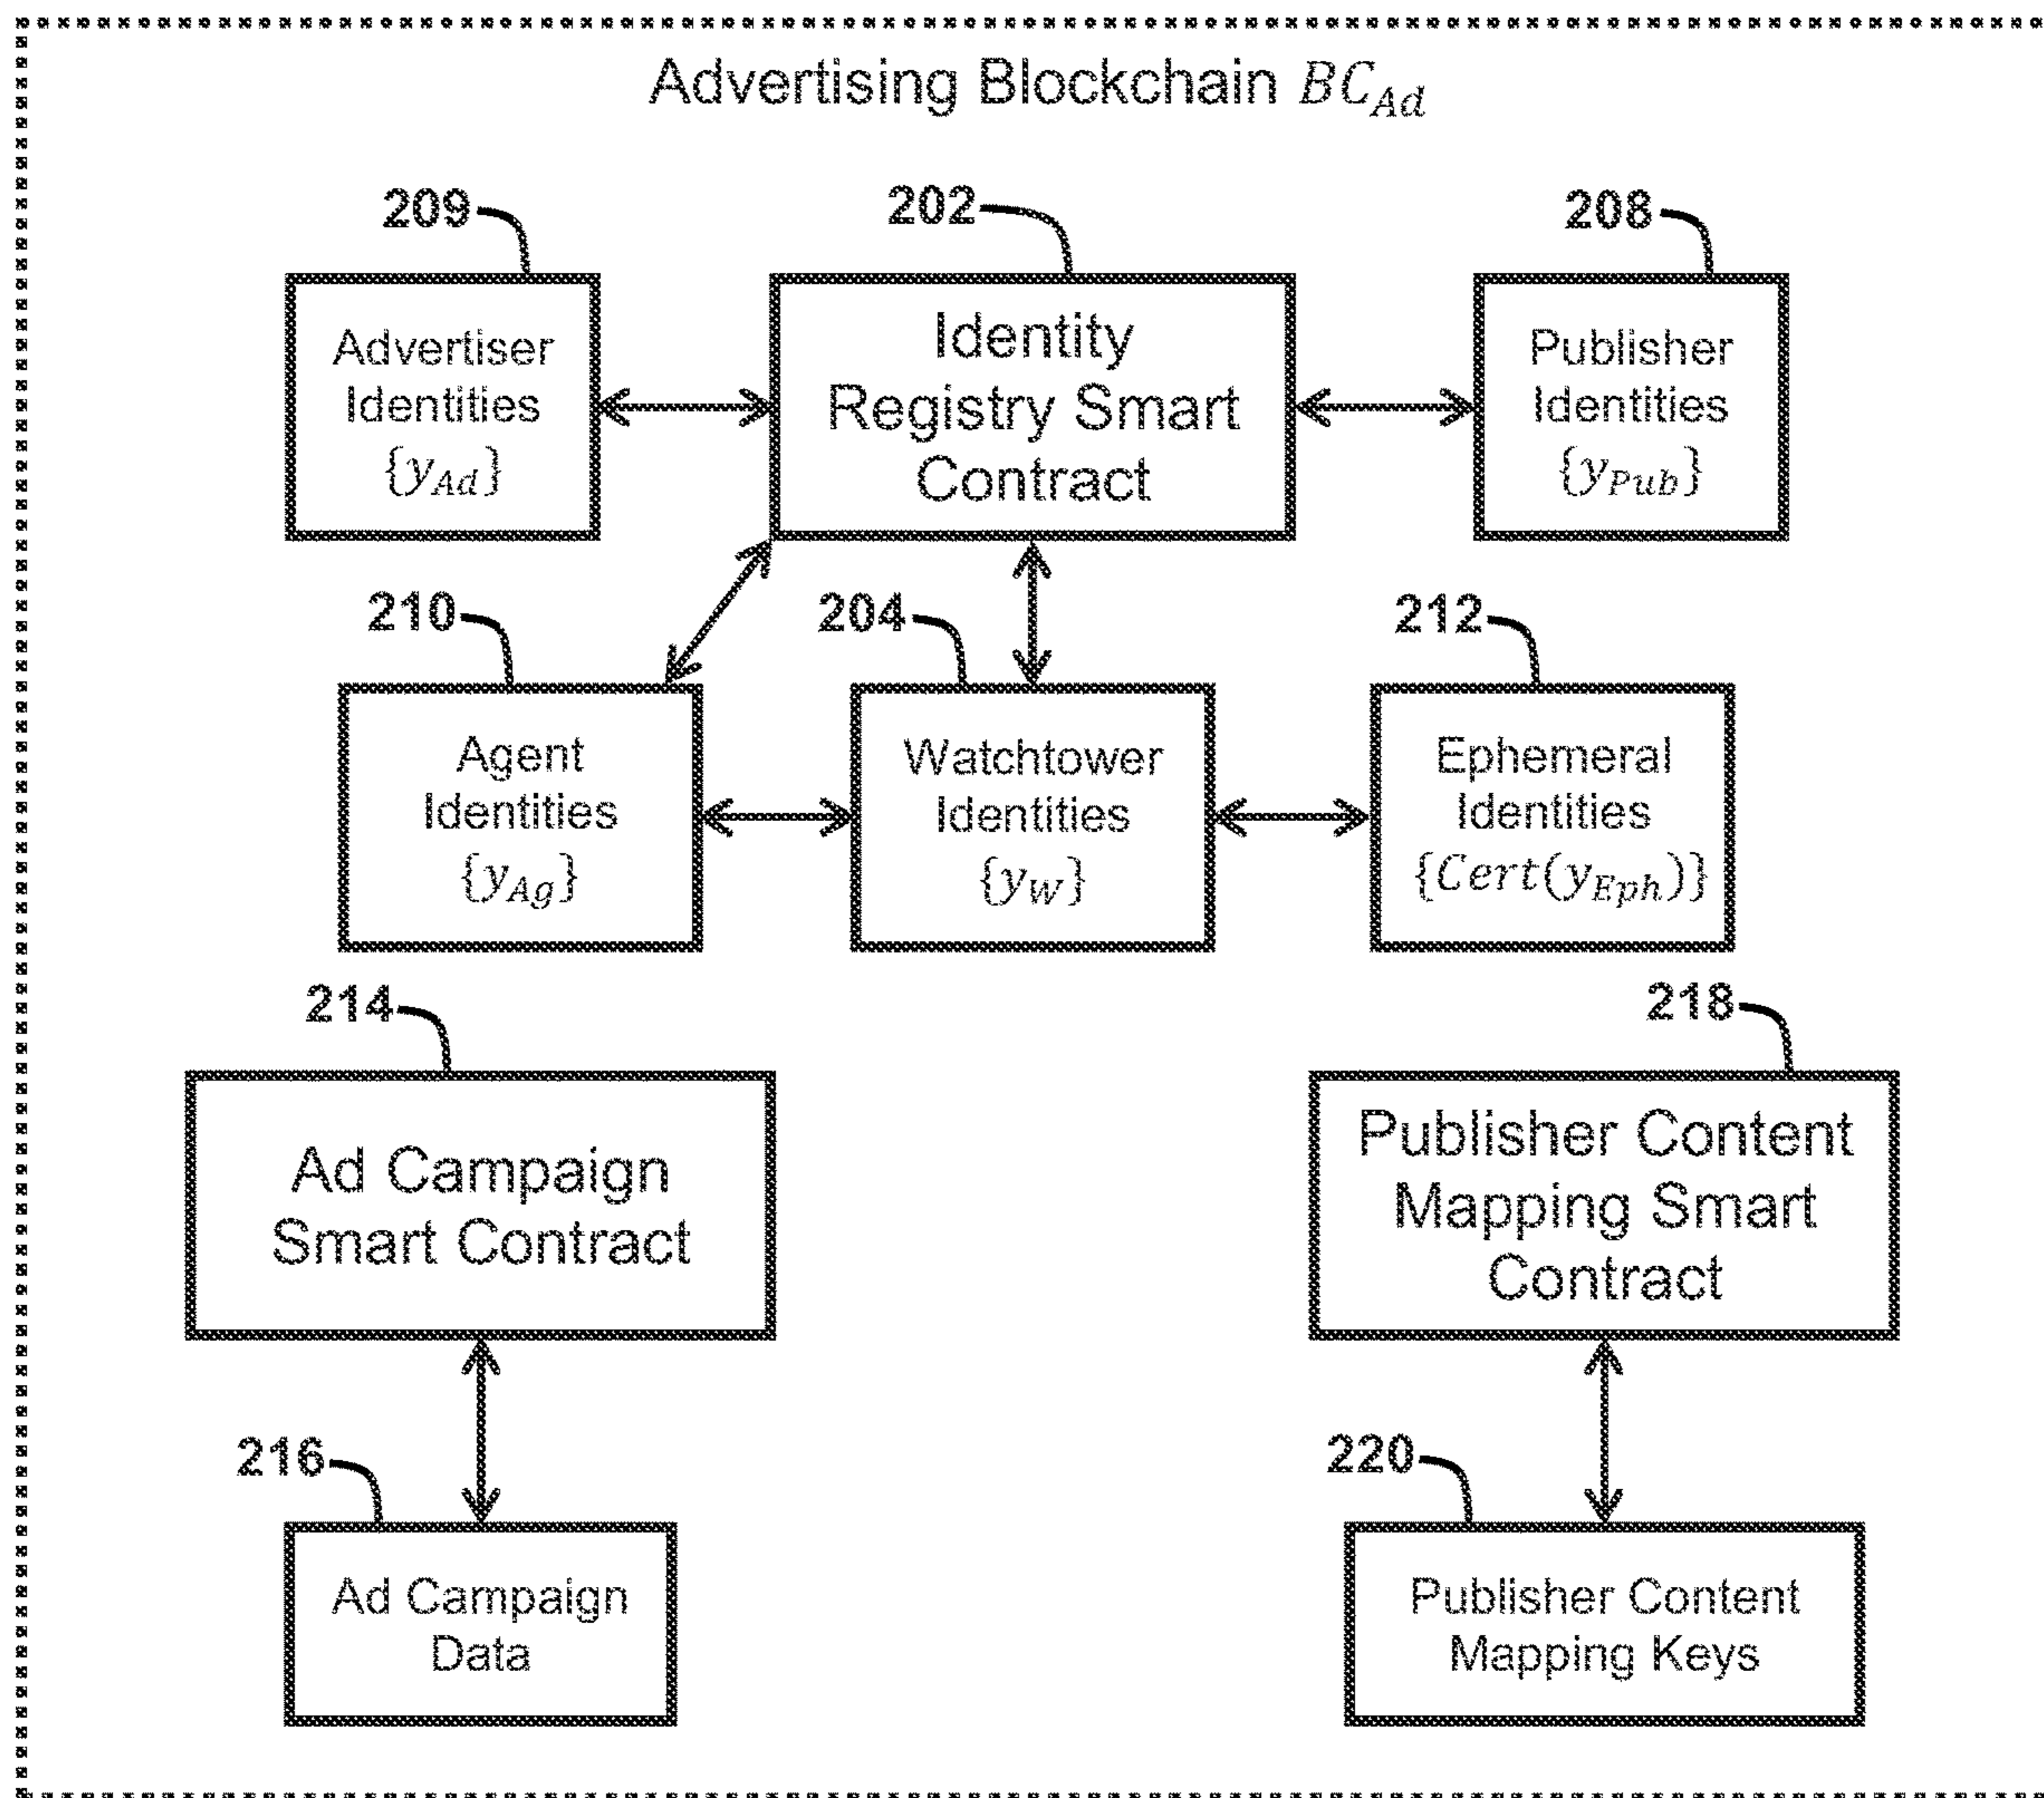 Advertising Blockchain BC_Ad
209
202
208
Advertiser
Identities
{y_Ad}
Identity
Registry Smart
Contract
Publisher
Identities
{y_Pub}
210
204
212
Agent
Identities
{y_Ag}
Watchtower
Identities
{y_W}
Ephemeral
Identities
{Cert(y_Eph)}
214
218
Ad Campaign
Smart Contract
Publisher Content
Mapping Smart
Contract
216
220
Ad Campaign
Data
Publisher Content
Mapping Keys